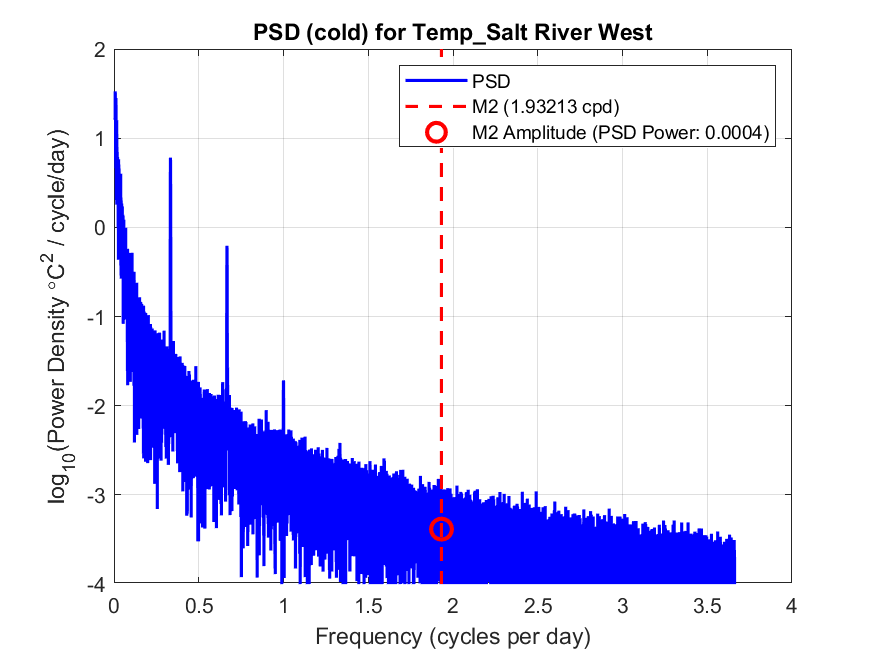 PSD (cold) for Temp_Salt River West
PSD
M2 (1.93213 cpd)
M2 Amplitude (PSD Power: 0.0004)
log10(Power Density °C2 / cycle/day)
2
1
0
-1
-2
-3
-4
0 0.5 1 1.5 2 2.5 3 3.5 4
Frequency (cycles per day)